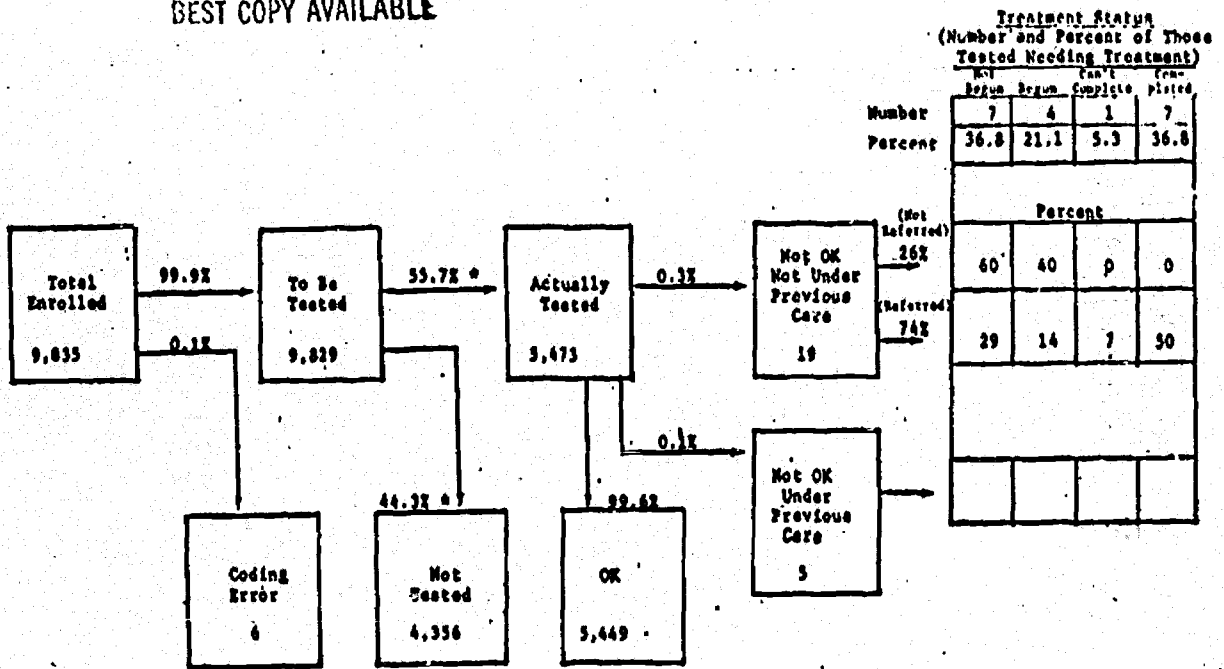 BEST COPY AVAILABLE
Treatment Status
(Number and Percent of Those
Tested Needing Treatment)
Not Begun
Begun
Can't Complete
Completed
Number 7 4 1 7
Percent 36.8 21.1 5.3 36.8
Percent
(Not Referred)
26%
60 40 0 0
(Referred)
74%
29 14 7 50
Total
Enrolled
9,835
99.9%
0.1%
To Be
Tested
9,829
55.7% *
Actually
Tested
5,473
0.3%
Not OK
Not Under
Previous
Care
19
0.1%
Not OK
Under
Previous
Care
5
44.3% *
99.6%
Coding
Error
6
Not
Tested
4,356
OK
5,449